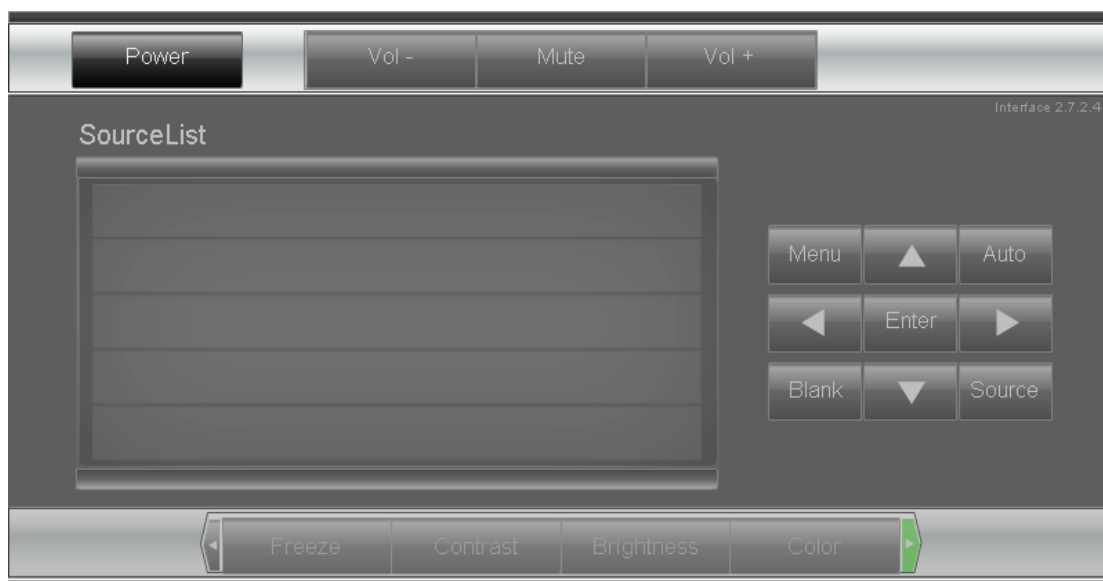 Power Vol - Mute Vol +
Interface 2.7.2.4
SourceList
Menu Auto
Enter
Blank Source
Freeze Contrast Brightness Color